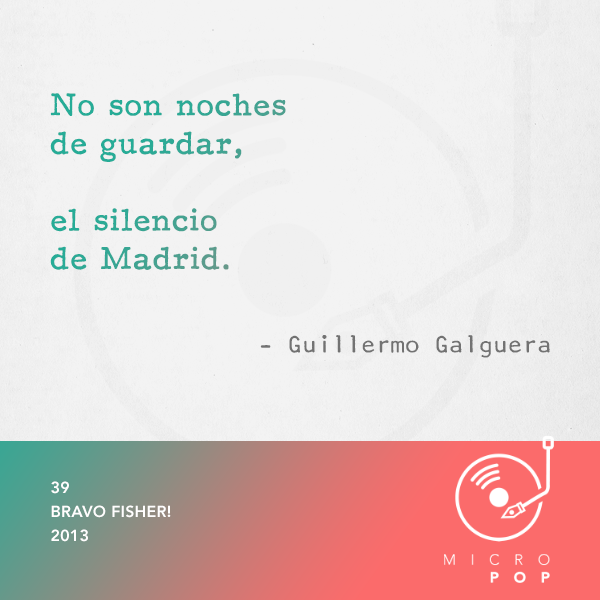 No son noches
de guardar,
el silencio
de Madrid.
– Guillermo Galguera
39
BRAVO FISHER!
2013
MICRO
POP